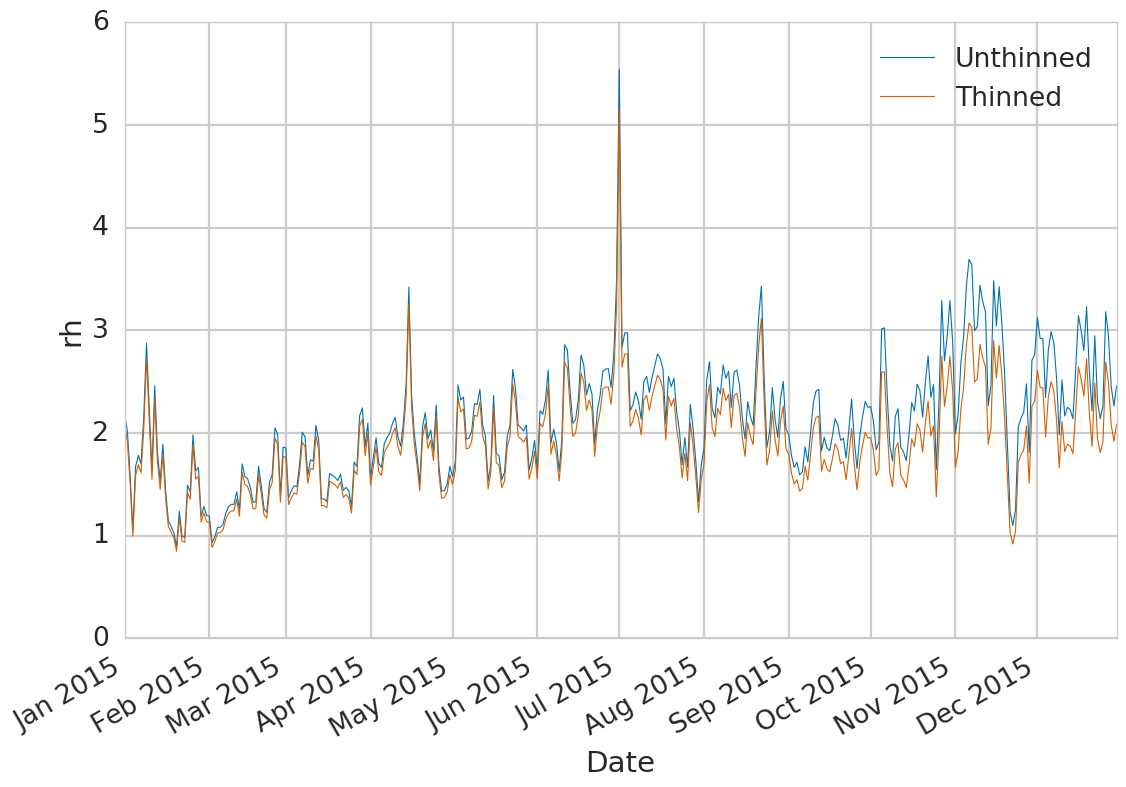 6
5
4
3
2
1
0
rh
Unthinned
Thinned
Jan 2015
Feb 2015
Mar 2015
Apr 2015
May 2015
Jun 2015
Jul 2015
Aug 2015
Sep 2015
Oct 2015
Nov 2015
Dec 2015
Date